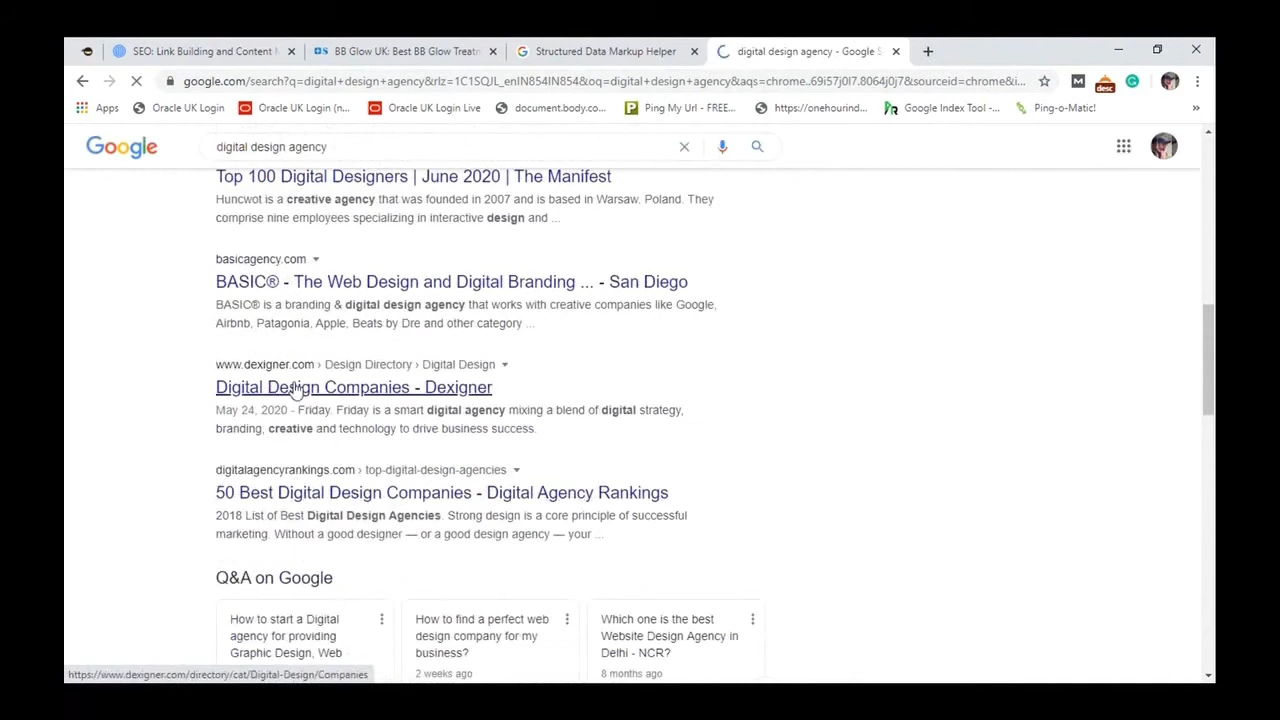 SEO: Link Building and Content M
BB Glow UK: Best BB Glow Treatm
Structured Data Markup Helper
digital design agency - Google S
google.com/search?q=digital+design+agency&rlz=1C1SQJL_enIN854IN854&oq=digital+design+agency&aqs=chrome..69i57j0l7.8064j0j7&sourceid=chrome&i...
M
desc
G
Apps
Oracle UK Login
Oracle UK Login (n...
Oracle UK Login Live
document.body.co...
Ping My Url - FREE...
https://onehourind...
Google Index Tool -...
Ping-o-Matic!
»
Google
digital design agency
Top 100 Digital Designers | June 2020 | The Manifest
Huncwot is a creative agency that was founded in 2007 and is based in Warsaw, Poland. They
comprise nine employees specializing in interactive design and ...
basicagency.com
BASIC® - The Web Design and Digital Branding ... - San Diego
BASIC® is a branding & digital design agency that works with creative companies like Google,
Airbnb, Patagonia, Apple, Beats by Dre and other category ...
www.dexigner.com › Design Directory › Digital Design
Digital Design Companies - Dexigner
May 24, 2020 - Friday. Friday is a smart digital agency mixing a blend of digital strategy,
branding, creative and technology to drive business success.
digitalagencyrankings.com › top-digital-design-agencies
50 Best Digital Design Companies - Digital Agency Rankings
2018 List of Best Digital Design Agencies. Strong design is a core principle of successful
marketing. Without a good designer — or a good design agency — your ...
Q&A on Google
How to start a Digital
agency for providing
Graphic Design, Web
How to find a perfect web
design company for my
business?
2 weeks ago
Which one is the best
Website Design Agency in
Delhi - NCR?
8 months ago
https://www.dexigner.com/directory/cat/Digital-Design/Companies